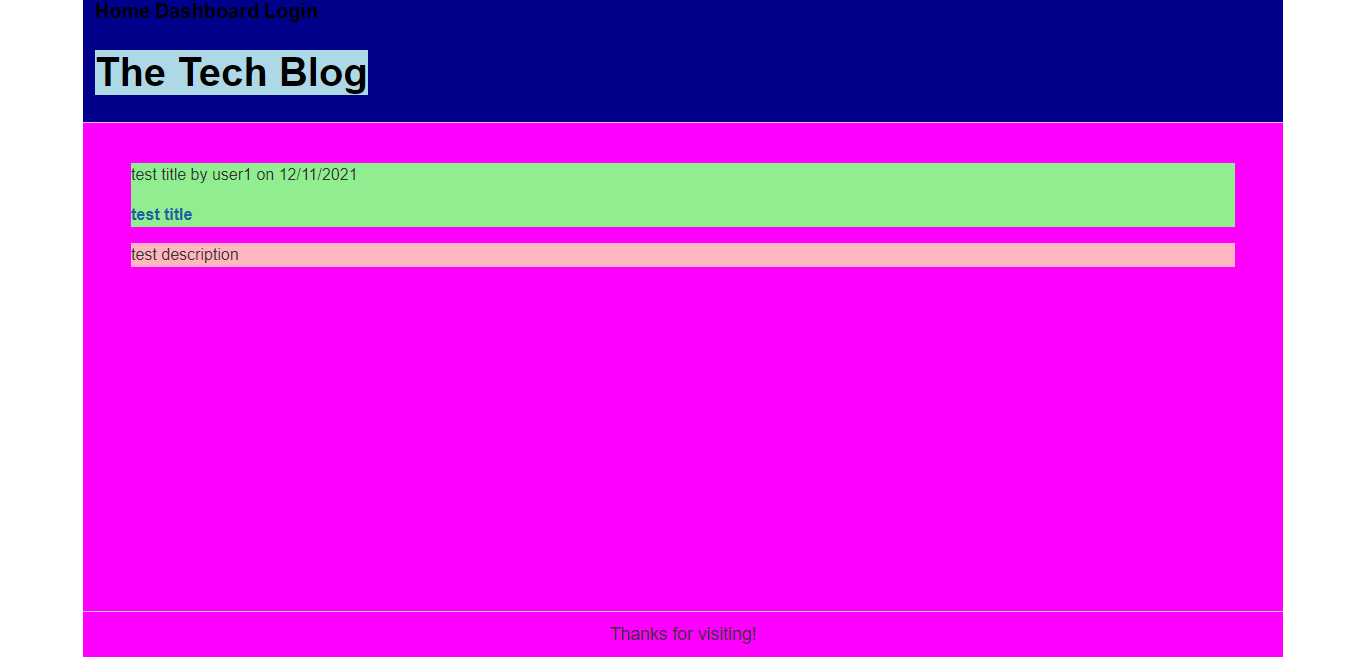 Home Dashboard Login
The Tech Blog
test title by user1 on 12/11/2021
test title
test description
Thanks for visiting!